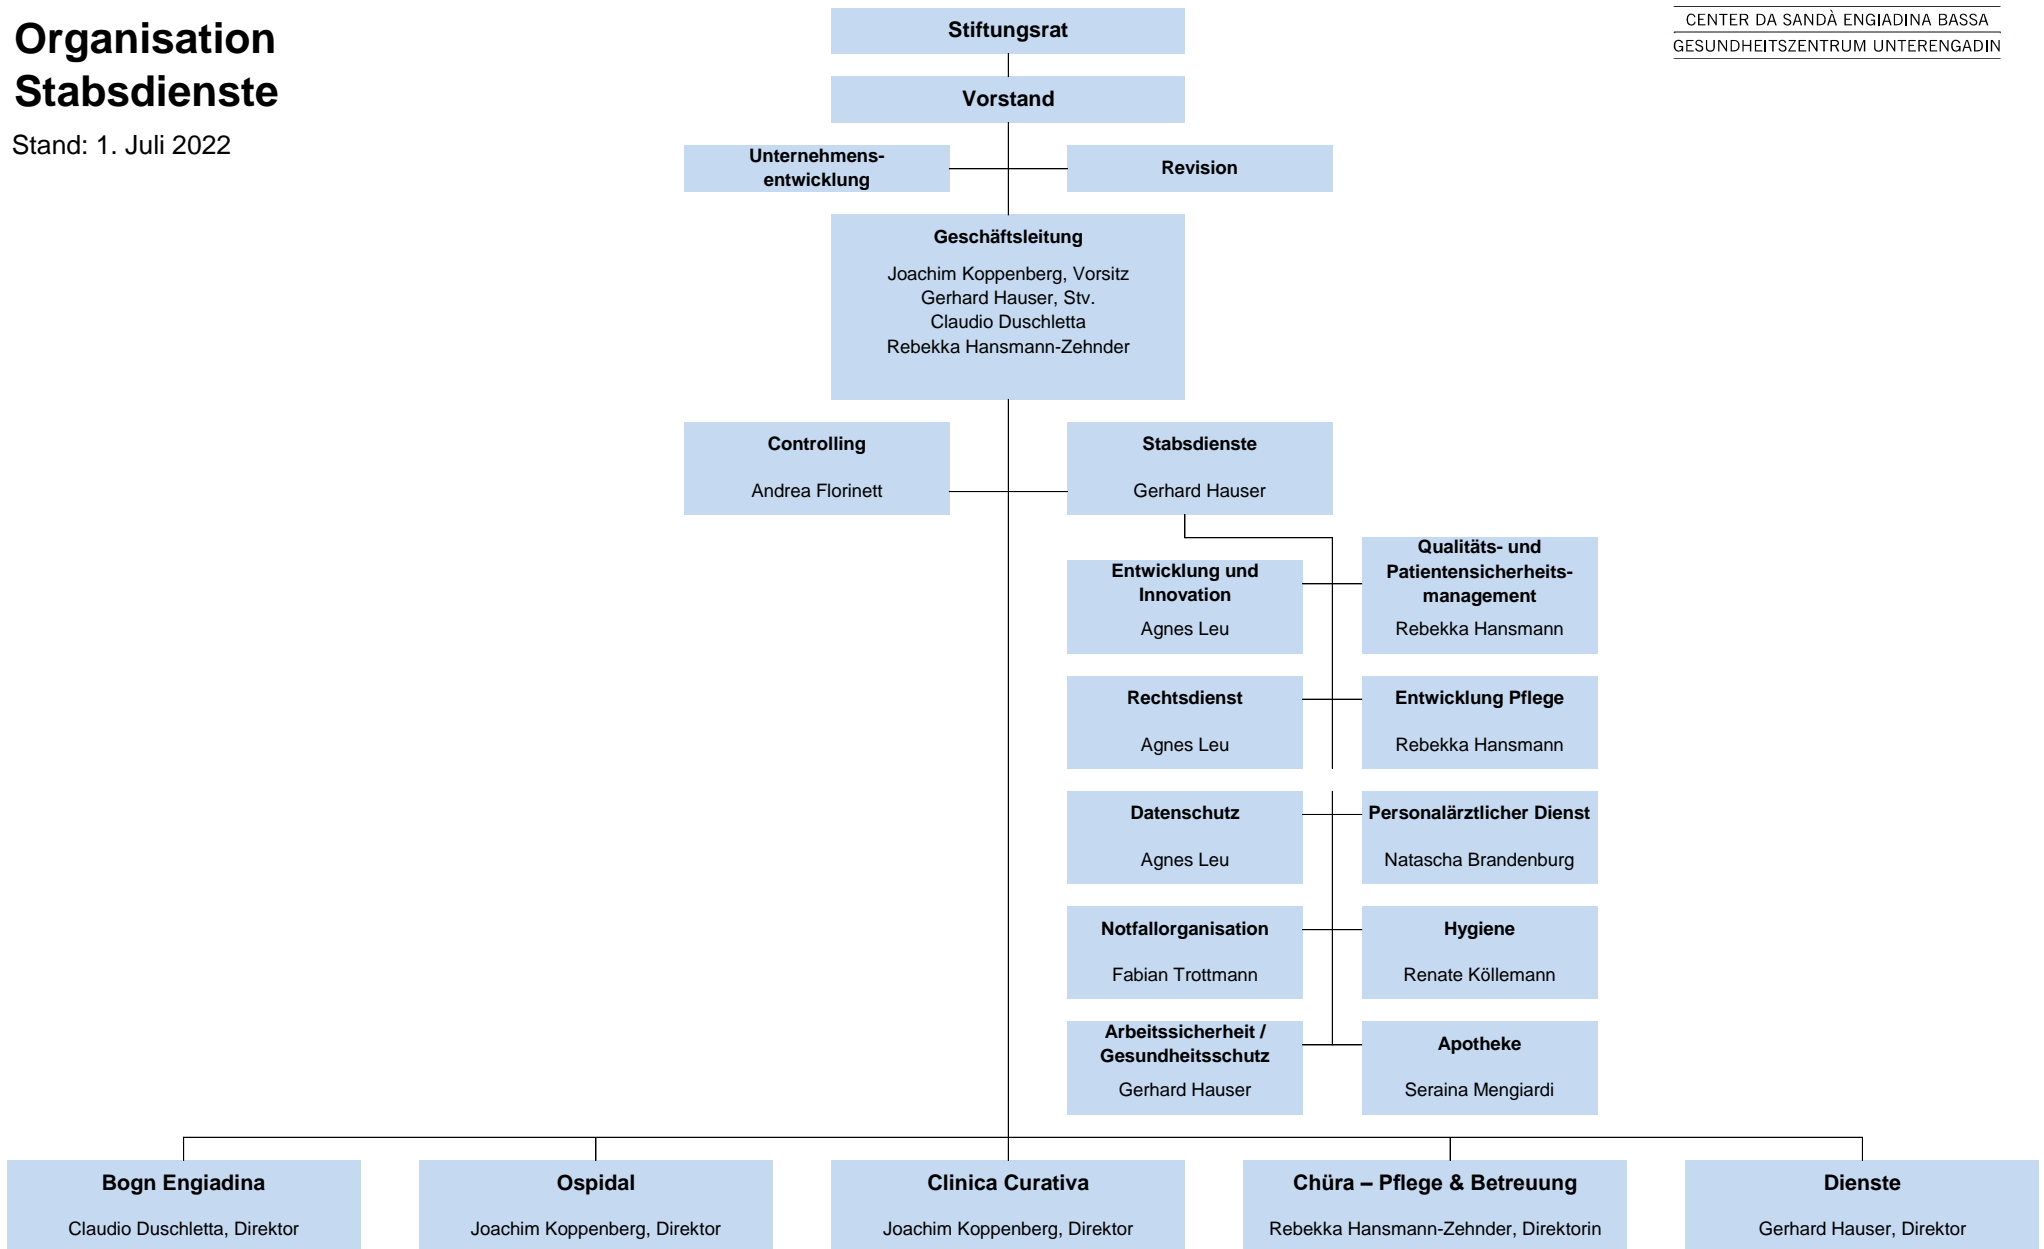 Organisation
Stabsdienste
Stand: 1. Juli 2022
CENTER DA SANDÀ ENGIADINA BASSA
GESUNDHEITSZENTRUM UNTERENGADIN
Stiftungsrat
Vorstand
Unternehmens-
entwicklung
Revision
Geschäftsleitung
Joachim Koppenberg, Vorsitz
Gerhard Hauser, Stv.
Claudio Duschletta
Rebekka Hansmann-Zehnder
Controlling
Andrea Florinett
Stabsdienste
Gerhard Hauser
Entwicklung und
Innovation
Agnes Leu
Qualitäts- und
Patientensicherheits-
management
Rebekka Hansmann
Rechtsdienst
Agnes Leu
Entwicklung Pflege
Rebekka Hansmann
Datenschutz
Agnes Leu
Personalärztlicher Dienst
Natascha Brandenburg
Notfallorganisation
Fabian Trottmann
Hygiene
Renate Köllemann
Arbeitssicherheit /
Gesundheitsschutz
Gerhard Hauser
Apotheke
Seraina Mengiardi
Bogn Engiadina
Claudio Duschletta, Direktor
Ospidal
Joachim Koppenberg, Direktor
Clinica Curativa
Joachim Koppenberg, Direktor
Chüra – Pflege & Betreuung
Rebekka Hansmann-Zehnder, Direktorin
Dienste
Gerhard Hauser, Direktor